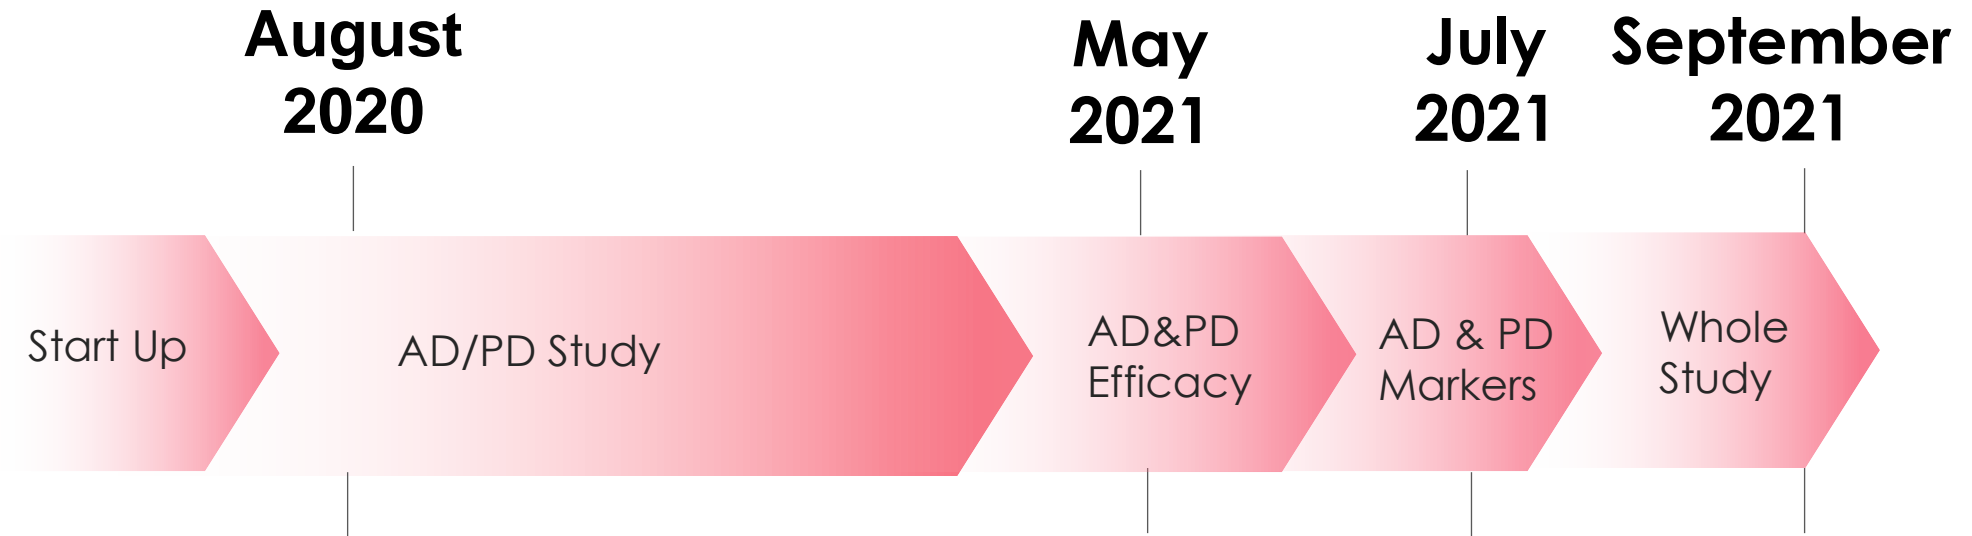 August
2020
May
2021
July
2021
September
2021
Start Up
AD/PD Study
AD&PD
Efficacy
AD & PD
Markers
Whole
Study